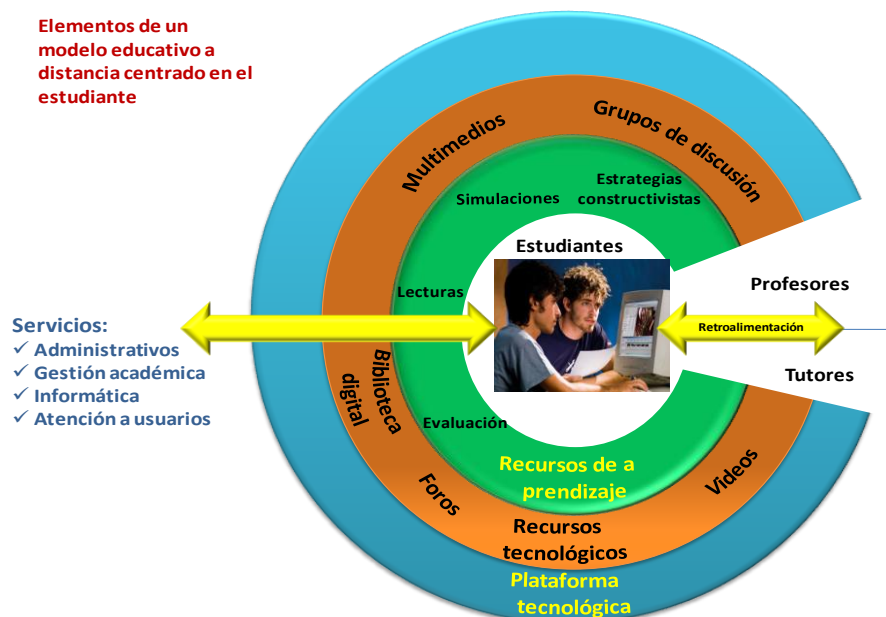 Elementos de un
modelo educativo a
distancia centrado en el
estudiante
Multimedios
Grupos de discusión
Simulaciones
Estrategias
constructivistas
Estudiantes
Lecturas
Profesores
Retroalimentación
Tutores
Servicios:
✓ Administrativos
✓ Gestión académica
✓ Informática
✓ Atención a usuarios
Biblioteca
digital
Evaluación
Recursos de a
prendizaje
Foros
Videos
Recursos
tecnológicos
Plataforma
tecnológica